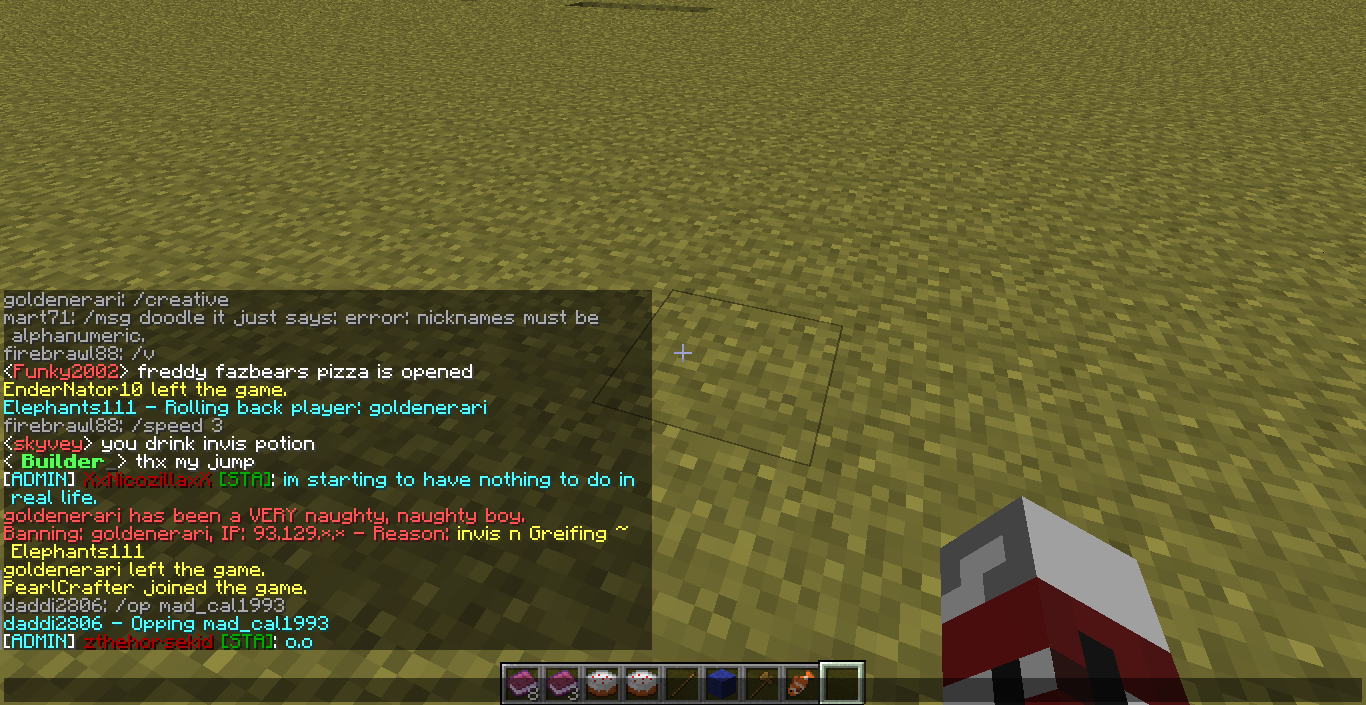 goldenerari: /creative
mart71: /msg doodle it just says: error: nicknames must be
alphanumeric.
firebrawl88: /v
<Funky2002> freddy fazbears pizza is opened
EnderNator10 left the game.
Elephants111 - Rolling back player: goldenerari
firebrawl88: /speed 3
<skyvey> you drink invis potion
<_Builder_> thx my jump
[ADMIN] XxNicozillaxX [STA]: im starting to have nothing to do in
real life.
goldenerari has been a VERY naughty, naughty boy.
Banning: goldenerari, IP: 93.129.x.x - Reason: invis n Greifing ~
Elephants111
goldenerari left the game.
PearlCrafter joined the game.
daddi2806: /op mad_cal1993
daddi2806 - Opping mad_cal1993
[ADMIN] zthehorsekid [STA]: o.o
8 3